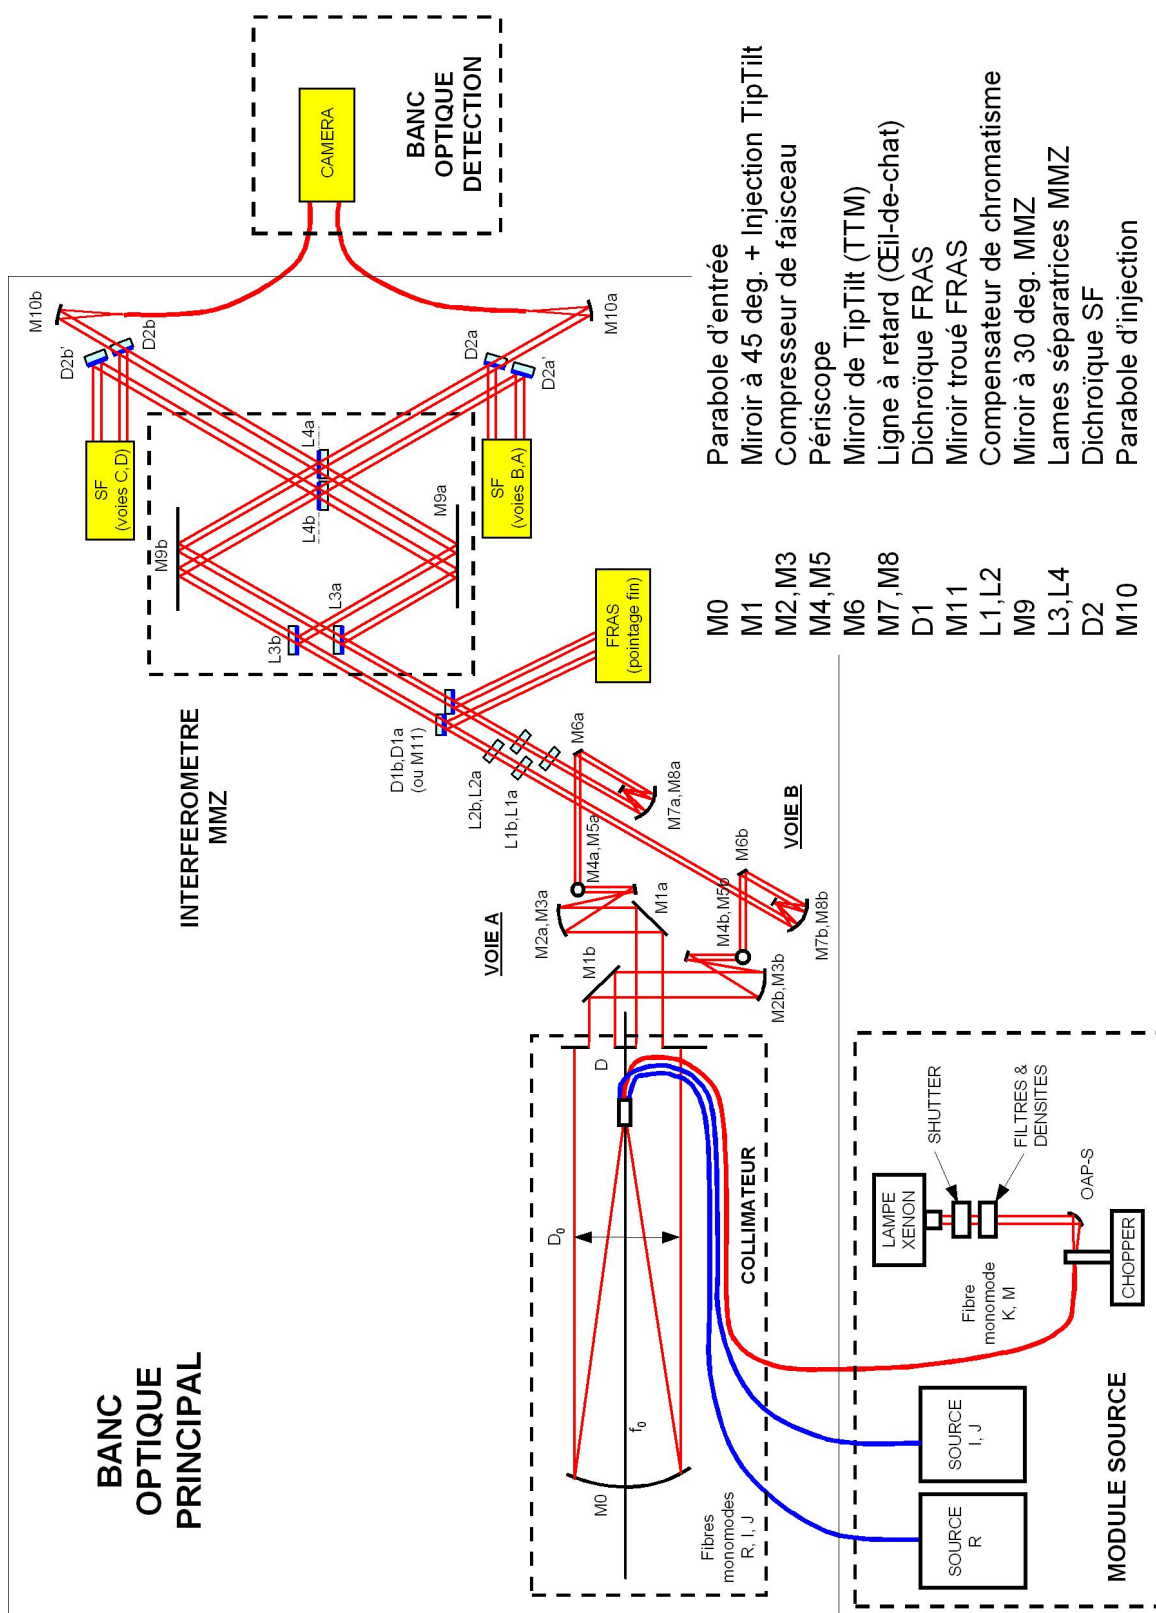 BANC
OPTIQUE
PRINCIPAL
INTERFEROMETRE
MMZ
BANC
OPTIQUE
DETECTION
CAMERA
M10b
M10a
D2b'
D2b
D2a
D2a'
SF
(voies C,D)
SF
(voies B,A)
M9b
M9a
L4a
L4b
L3b
L3a
D1b,D1a
(ou M11)
FRAS
(pointage fin)
L2b,L2a
L1b,L1a
M6a
M7a,M8a
M4a,M5a
VOIE A
M2a,M3a
M1a
M1b
VOIE B
M6b
M4b,M5b
M7b,M8b
M2b,M3b
D
D0
f0
M0
COLLIMATEUR
Fibres
monomodes
R, I, J
SHUTTER
FILTRES &
DENSITES
LAMPE
XENON
OAP-S
CHOPPER
Fibre
monomode
K, M
SOURCE
I, J
SOURCE
R
MODULE SOURCE
M0 Parabole d'entrée
M1 Miroir à 45 deg. + Injection TipTilt
M2,M3 Compresseur de faisceau
M4,M5 Périscope
M6 Miroir de TipTilt (TTM)
M7,M8 Ligne à retard (Œil-de-chat)
D1 Dichroïque FRAS
M11 Miroir troué FRAS
L1,L2 Compensateur de chromatisme
M9 Miroir à 30 deg. MMZ
L3,L4 Lames séparatrices MMZ
D2 Dichroïque SF
M10 Parabole d'injection